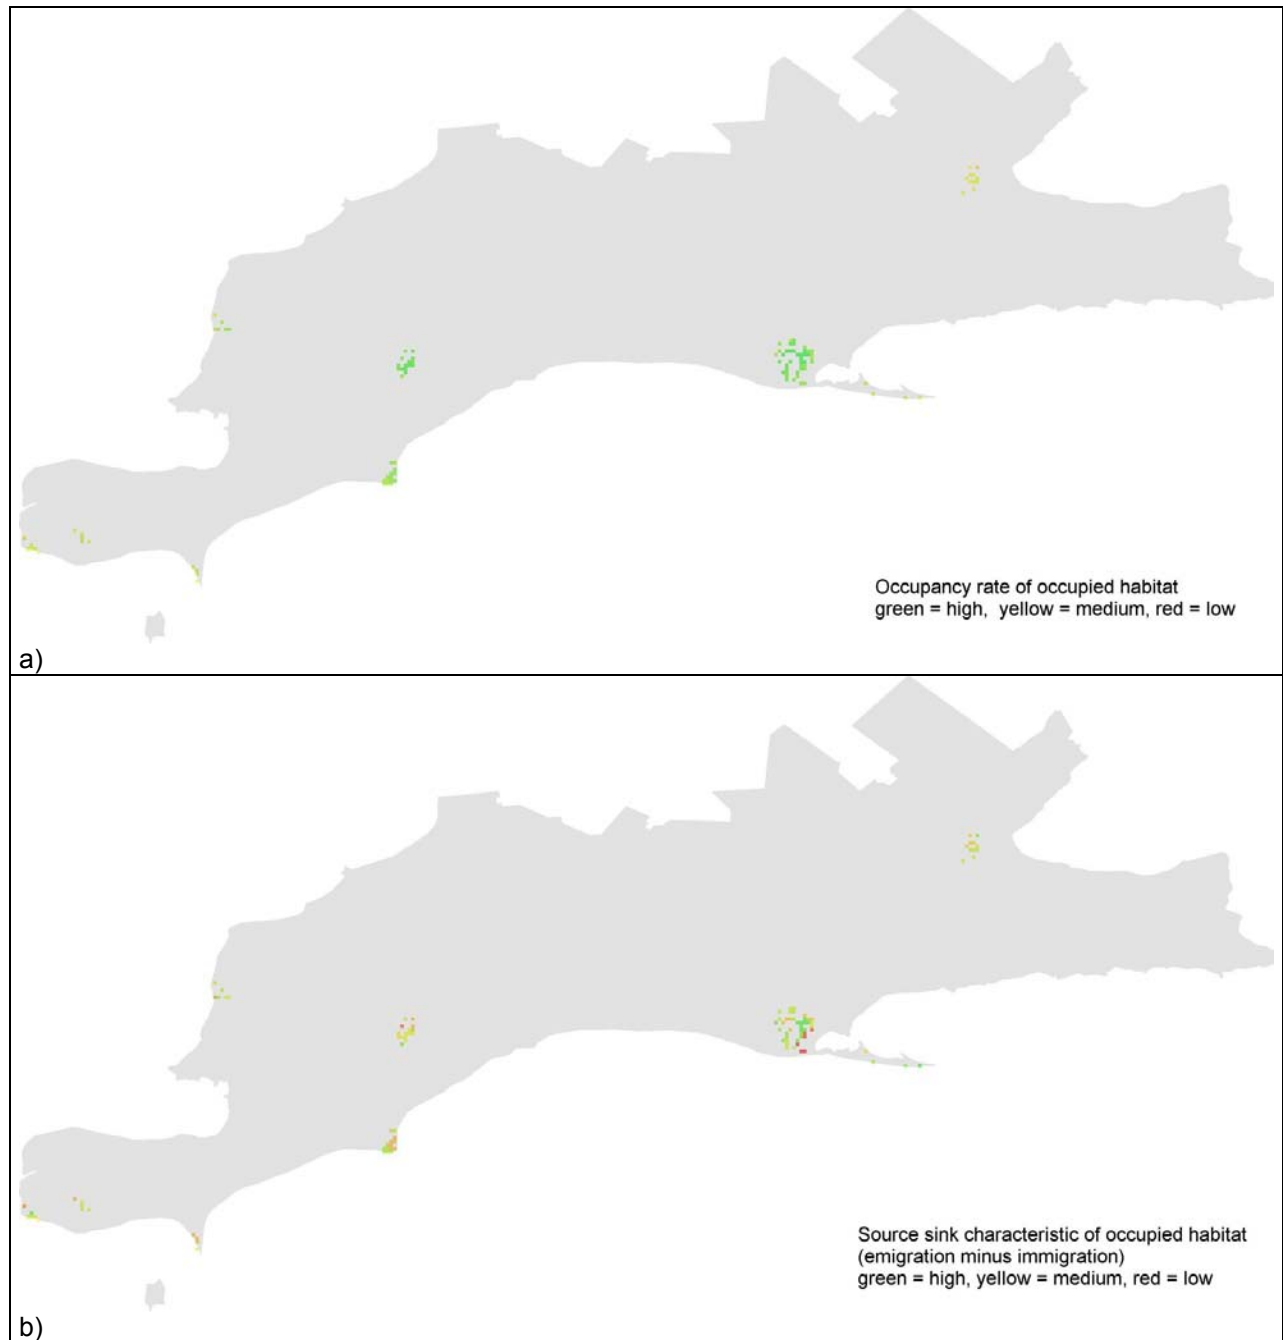 Occupancy rate of occupied habitat
green = high,  yellow = medium, red = low
a)
Source sink characteristic of occupied habitat
(emigration minus immigration)
green = high, yellow = medium, red = low
b)